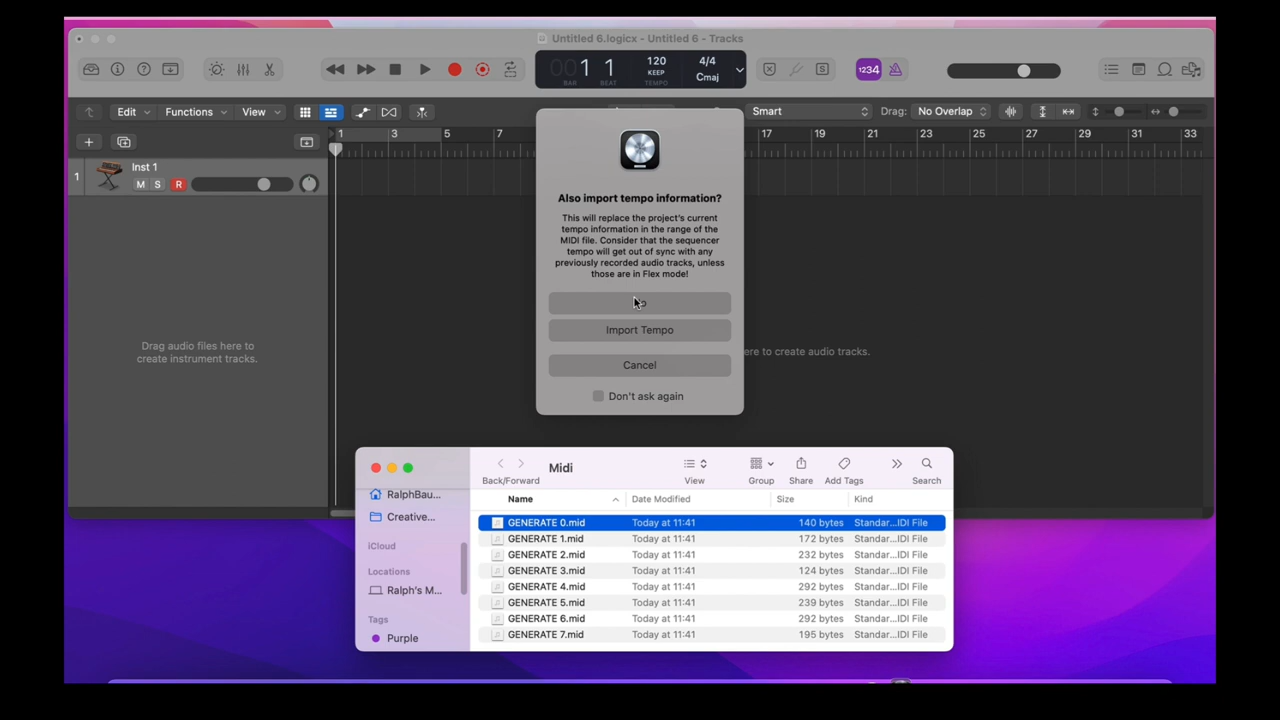 Untitled 6.logicx - Untitled 6 - Tracks
001 1
BAR BEAT
120
KEEP
TEMPO
4/4
Cmaj
1234
Edit Functions View
Smart Drag: No Overlap
1 3 5 7 17 19 21 23 25 27 29 31 33
1 Inst 1
M S R
Drag audio files here to
create instrument tracks.
ere to create audio tracks.
Also import tempo information?
This will replace the project's current
tempo information in the range of the
MIDI file. Consider that the sequencer
tempo will get out of sync with any
previously recorded audio tracks, unless
those are in Flex mode!
Import Tempo
Cancel
Don't ask again
Midi
Back/Forward View Group Share Add Tags Search
RalphBau...
Creative...
iCloud
Locations
Ralph's M...
Tags
Purple
Name Date Modified Size Kind
GENERATE 0.mid Today at 11:41 140 bytes Standar...IDI File
GENERATE 1.mid Today at 11:41 172 bytes Standar...IDI File
GENERATE 2.mid Today at 11:41 232 bytes Standar...IDI File
GENERATE 3.mid Today at 11:41 124 bytes Standar...IDI File
GENERATE 4.mid Today at 11:41 292 bytes Standar...IDI File
GENERATE 5.mid Today at 11:41 239 bytes Standar...IDI File
GENERATE 6.mid Today at 11:41 292 bytes Standar...IDI File
GENERATE 7.mid Today at 11:41 195 bytes Standar...IDI File